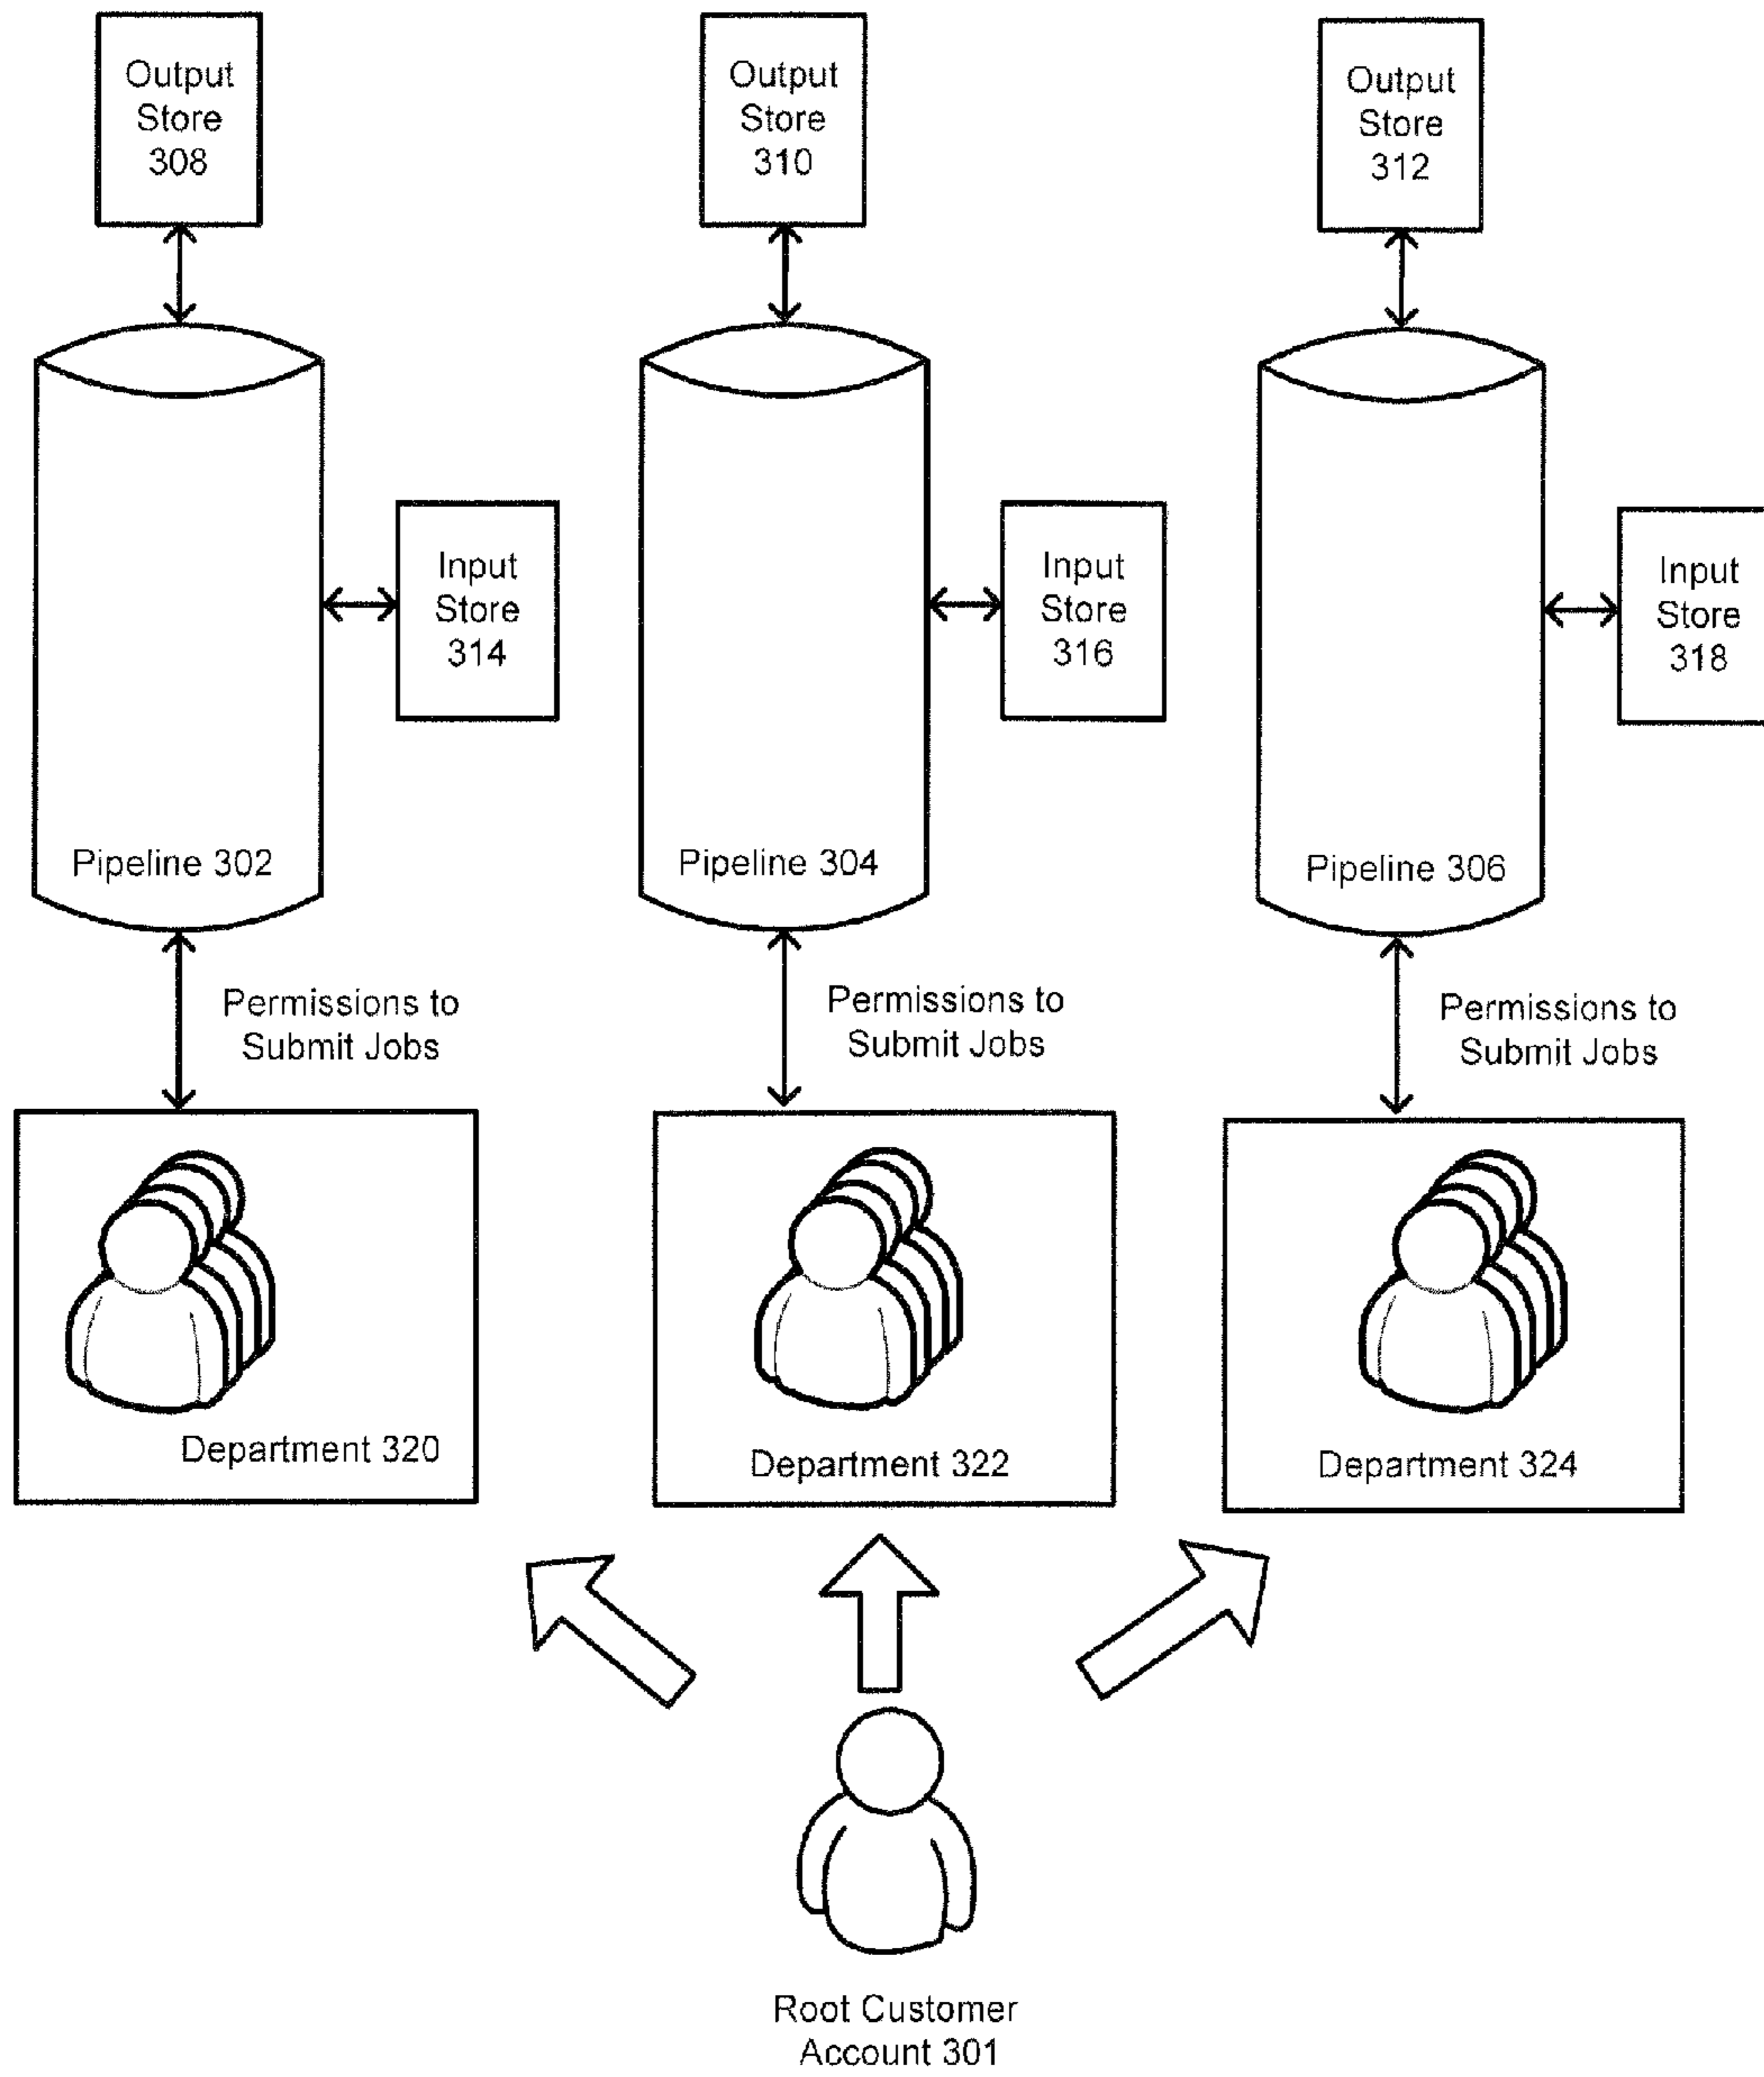 Output
Store
308
Output
Store
310
Output
Store
312
Input
Store
314
Input
Store
316
Input
Store
318
Pipeline 302
Pipeline 304
Pipeline 306
Permissions to
Submit Jobs
Permissions to
Submit Jobs
Permissions to
Submit Jobs
Department 320
Department 322
Department 324
Root Customer
Account 301